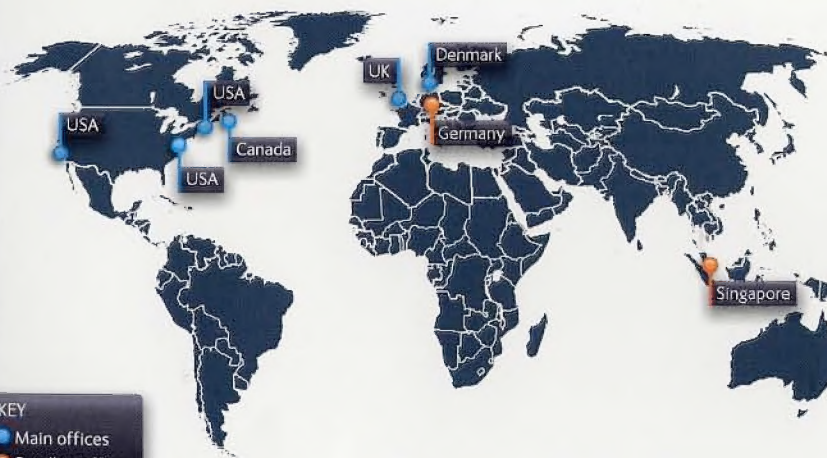 Denmark
UK
USA
USA
Germany
Canada
USA
Singapore
KEY
Main offices